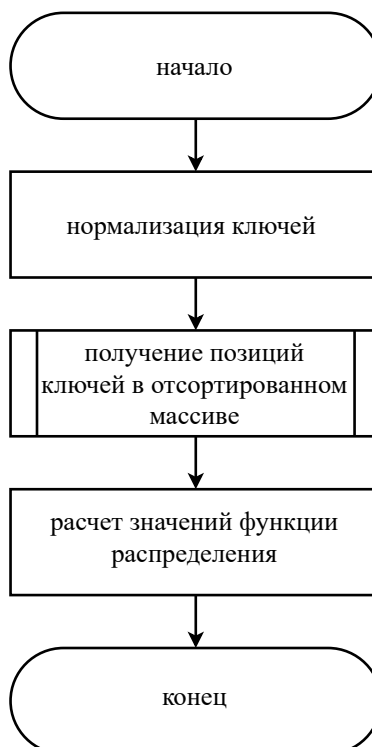 начало
нормализация ключей
получение позиций
ключей в отсортированном
массиве
расчет значений функции
распределения
конец